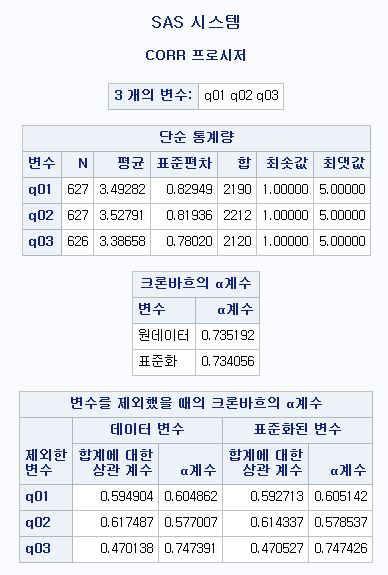 SAS 시스템
CORR 프로시저
3 개의 변수: q01 q02 q03
단순 통계량
변수 N 평균 표준편차 합 최솟값 최댓값
q01 627 3.49282 0.82949 2190 1.00000 5.00000
q02 627 3.52791 0.81936 2212 1.00000 5.00000
q03 626 3.38658 0.78020 2120 1.00000 5.00000
크론바흐의 α계수
변수 α계수
원데이터 0.735192
표준화 0.734056
변수를 제외했을 때의 크론바흐의 α계수
제외한 변수 데이터 변수 표준화된 변수
합계에 대한 상관 계수 α계수 합계에 대한 상관 계수 α계수
q01 0.594904 0.604862 0.592713 0.605142
q02 0.617487 0.577007 0.614337 0.578537
q03 0.470138 0.747391 0.470527 0.747426